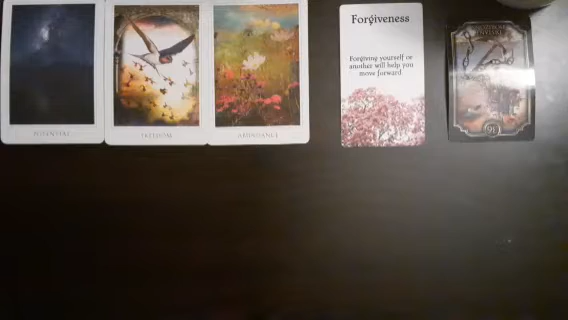 POTENTIAL
FREEDOM
ABUNDANCE
Forgiveness
Forgiving yourself or
another will help you
move forward